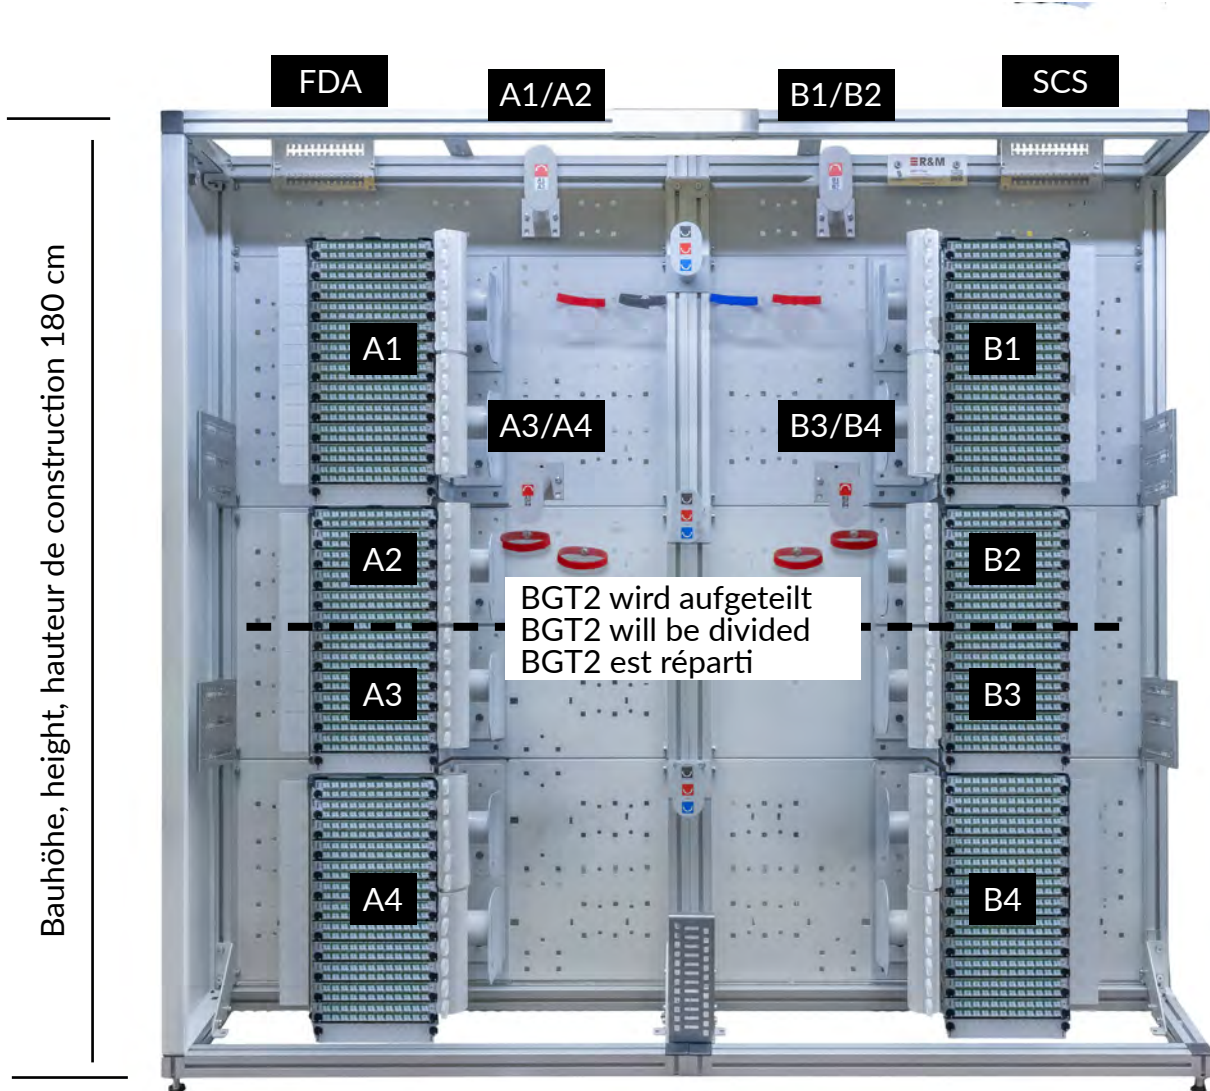 FDA
A1/A2
B1/B2
SCS
R&M
A1
B1
A3/A4
B3/B4
A2
B2
BGT2 wird aufgeteilt
BGT2 will be divided
BGT2 est réparti
A3
B3
A4
B4
Bauhöhe, height, hauteur de construction 180 cm